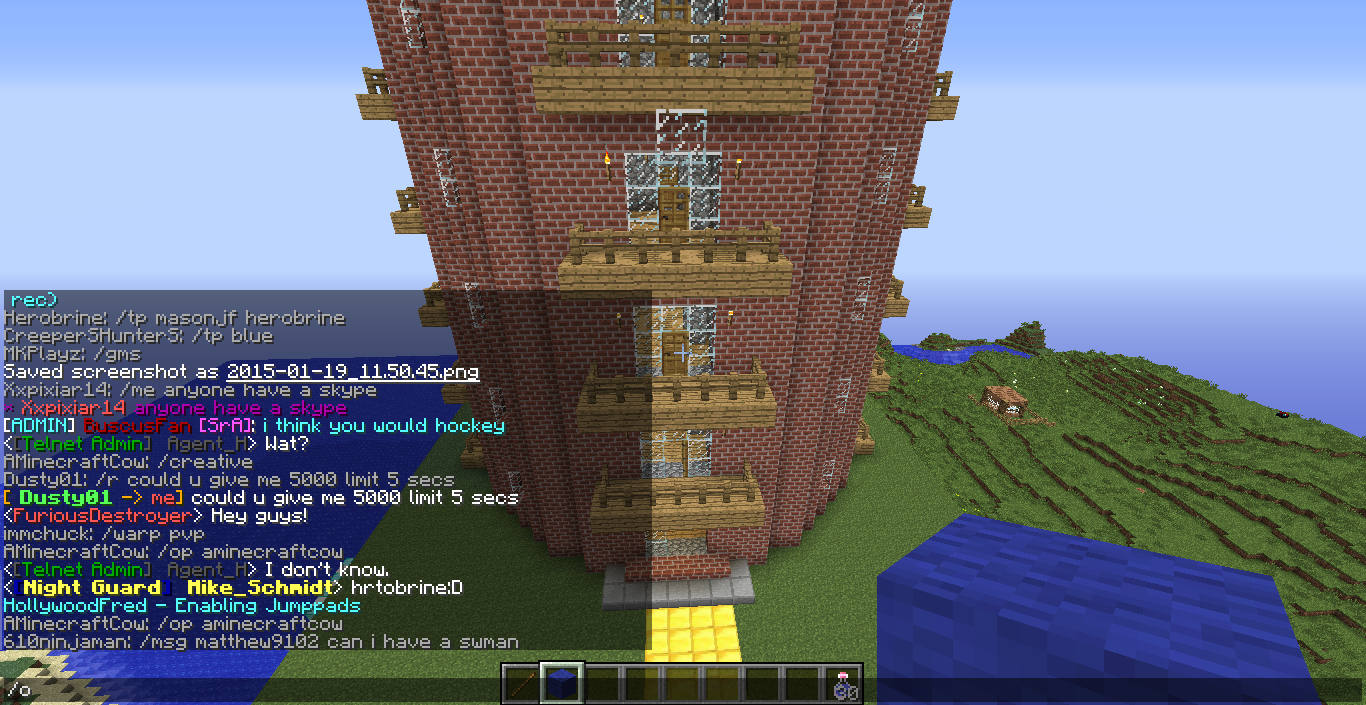 rec)
Herobrine: /tp masonjf herobrine
Creeper5Hunter5: /tp blue
MKPlayz: /gms
Saved screenshot as 2015-01-19_11.50.45.png
Xxpixiar14: /me anyone have a skype
* Xxpixiar14 anyone have a skype
[ADMIN] BuscusFan [SrA]: i think you would hockey
<[Telnet Admin] Agent_H> Wat?
AMinecraftCow: /creative
Dusty01: /r could u give me 5000 limit 5 secs
[ Dusty01 -> me] could u give me 5000 limit 5 secs
<FuriousDestroyer> Hey guys!
immchuck: /warp pvp
AMinecraftCow: /op aminecraftcow
<[Telnet Admin] Agent_H> I don't know.
<[Night Guard] Mike_Schmidt> hrtobrine:D
HollywoodFred - Enabling Jumppads
AMinecraftCow: /op aminecraftcow
610ninjaman: /msg matthew9102 can i have a swman
/o